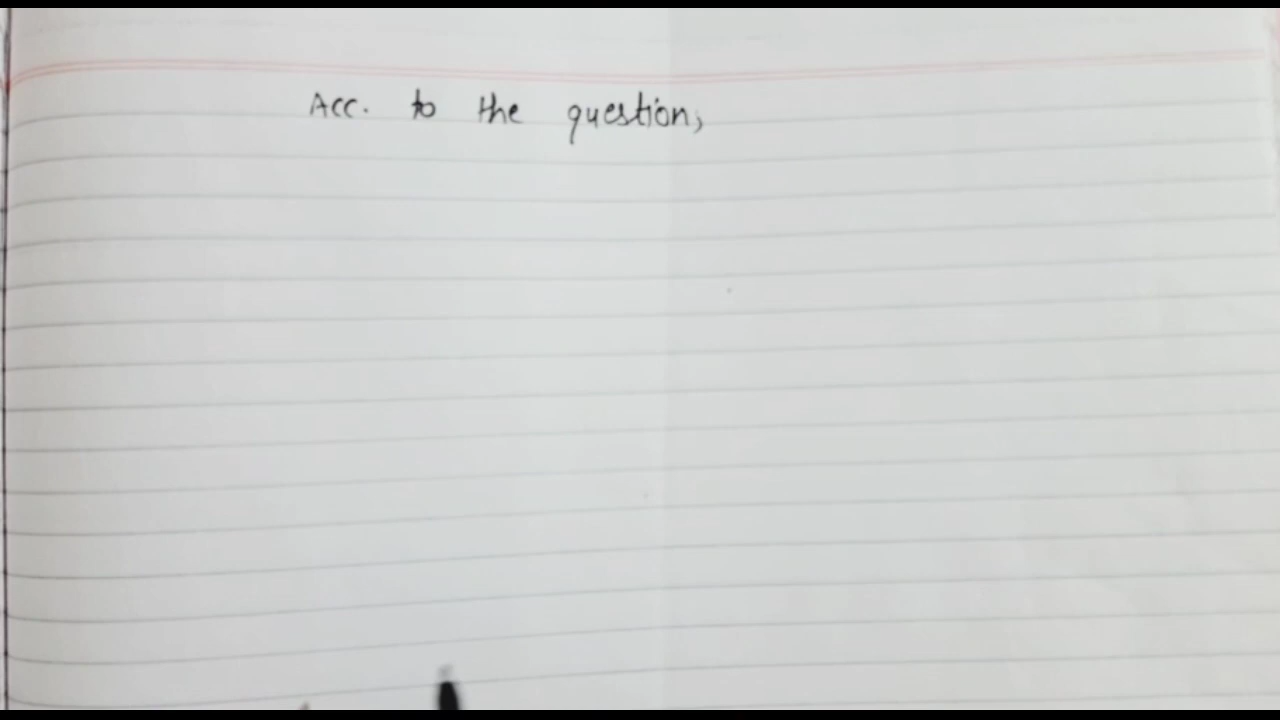 Acc. to the question,